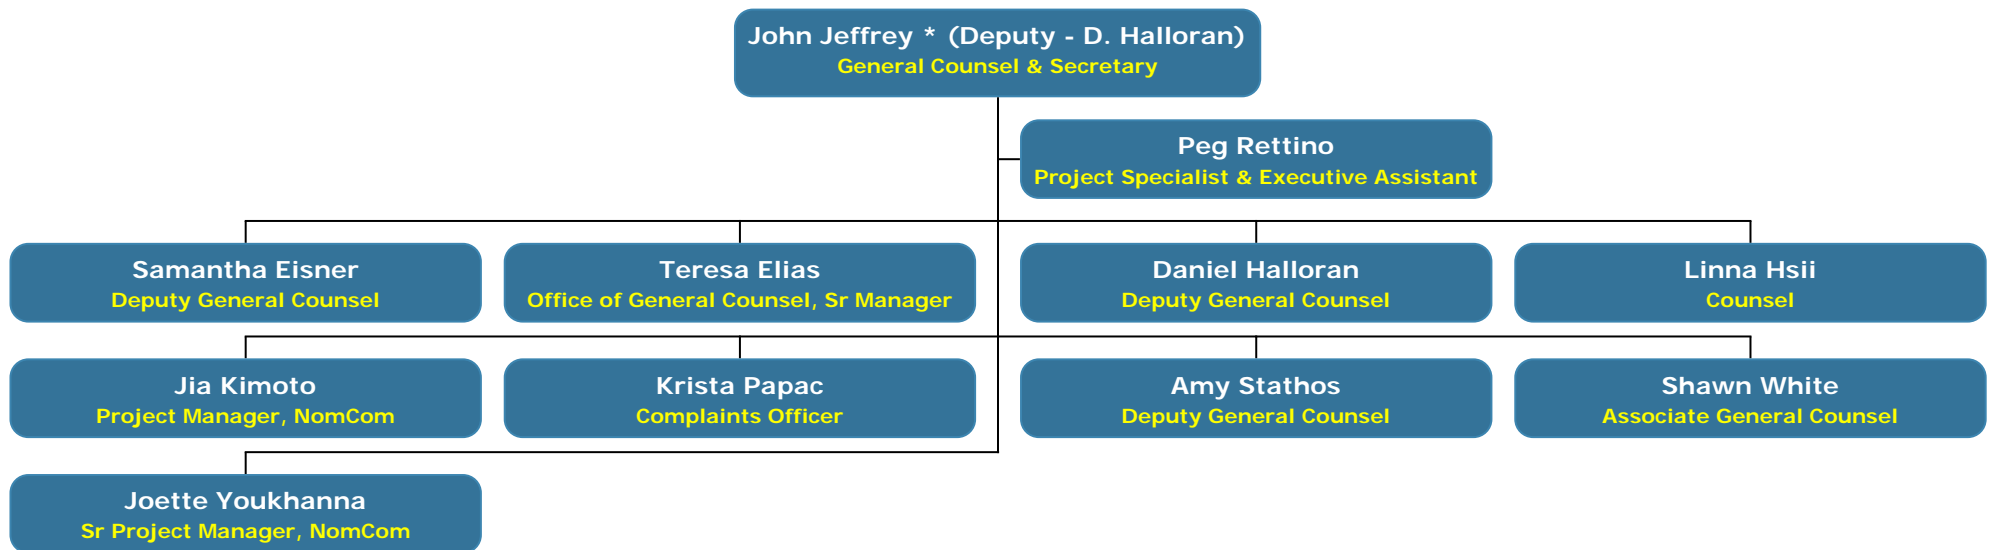 John Jeffrey * (Deputy - D. Halloran)
General Counsel & Secretary
Peg Rettino
Project Specialist & Executive Assistant
Samantha Eisner
Deputy General Counsel
Teresa Elias
Office of General Counsel, Sr Manager
Daniel Halloran
Deputy General Counsel
Linna Hsii
Counsel
Jia Kimoto
Project Manager, NomCom
Krista Papac
Complaints Officer
Amy Stathos
Deputy General Counsel
Shawn White
Associate General Counsel
Joette Youkhanna
Sr Project Manager, NomCom